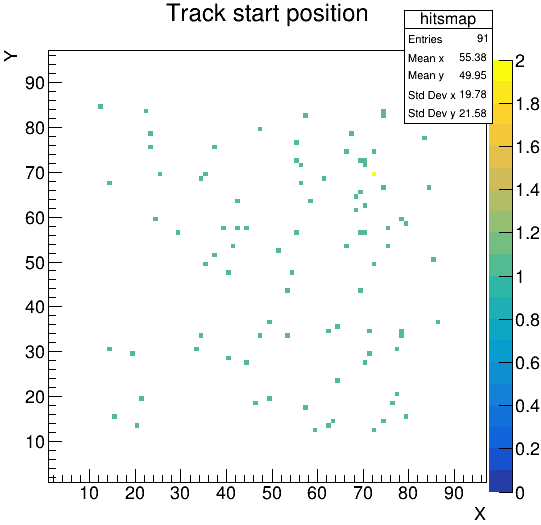 Track start position
hitsmap
Entries 91
Mean x 55.38
Mean y 49.95
Std Dev x 19.78
Std Dev y 21.58
Y
90
80
70
60
50
40
30
20
10
10 20 30 40 50 60 70 80 90
X
2
1.8
1.6
1.4
1.2
1
0.8
0.6
0.4
0.2
0